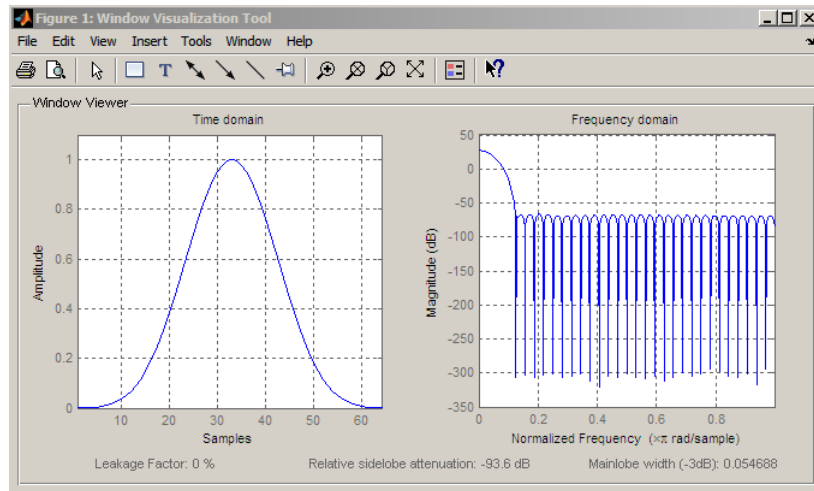 Figure 1: Window Visualization Tool
File Edit View Insert Tools Window Help
T
Window Viewer
Time domain
1
0.8
0.6
0.4
0.2
0
10 20 30 40 50 60
Amplitude
Samples
Frequency domain
50
0
-50
-100
-150
-200
-250
-300
-350
0 0.2 0.4 0.6 0.8
Magnitude (dB)
Normalized Frequency (×π rad/sample)
Leakage Factor: 0 % Relative sidelobe attenuation: -93.6 dB Mainlobe width (-3dB): 0.054688